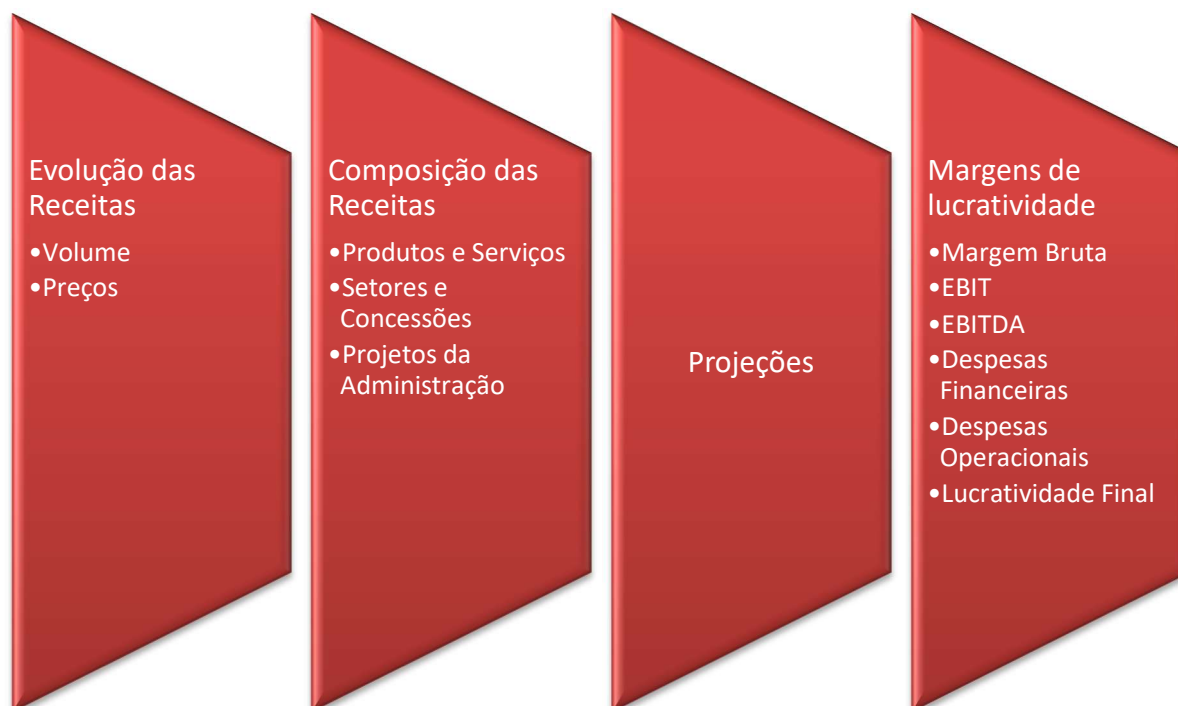 Evolução das
Receitas
•Volume
•Preços
Composição das
Receitas
•Produtos e Serviços
•Setores e
Concessões
•Projetos da
Administração
Projeções
Margens de
lucratividade
•Margem Bruta
•EBIT
•EBITDA
•Despesas
Financeiras
•Despesas
Operacionais
•Lucratividade Final